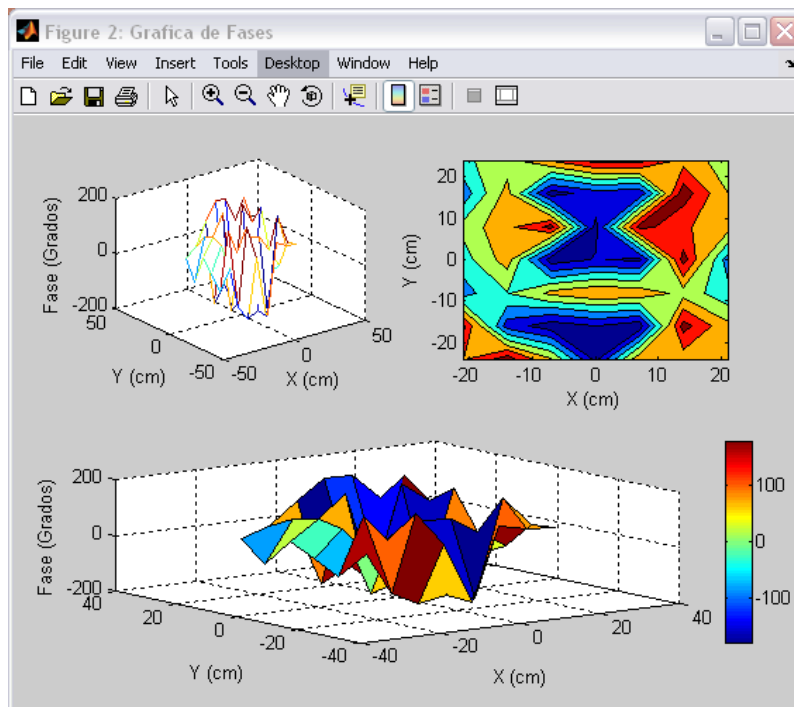 Figure 2: Grafica de Fases
File Edit View Insert Tools Desktop Window Help
200
0
-200
Fase (Grados)
50
0
-50
Y (cm)
-50
0
50
X (cm)
20
10
0
-10
-20
Y (cm)
-20 -10 0 10 20
X (cm)
200
0
-200
Fase (Grados)
40
20
0
-20
-40
Y (cm)
-40
-20
0
20
40
X (cm)
100
0
-100